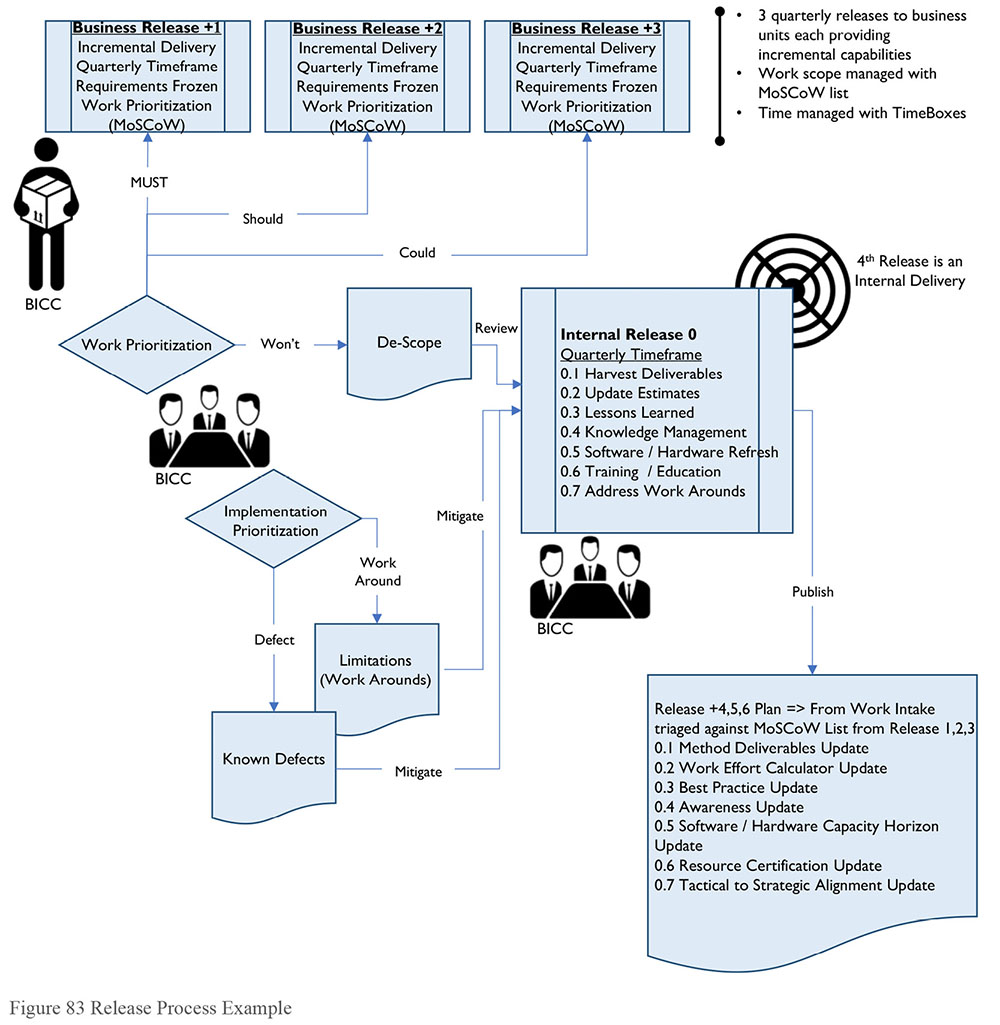 Business Release +1
Incremental Delivery
Quarterly Timeframe
Requirements Frozen
Work Prioritization
(MoSCoW)
Business Release +2
Incremental Delivery
Quarterly Timeframe
Requirements Frozen
Work Prioritization
(MoSCoW)
Business Release +3
Incremental Delivery
Quarterly Timeframe
Requirements Frozen
Work Prioritization
(MoSCoW)
• 3 quarterly releases to business
units each providing
incremental capabilities
• Work scope managed with
MoSCoW list
• Time managed with TimeBoxes
MUST
Should
Could
BICC
4th Release is an
Internal Delivery
Work Prioritization
Won't
De-Scope
Review
Internal Release 0
Quarterly Timeframe
0.1 Harvest Deliverables
0.2 Update Estimates
0.3 Lessons Learned
0.4 Knowledge Management
0.5 Software / Hardware Refresh
0.6 Training / Education
0.7 Address Work Arounds
BICC
Implementation
Prioritization
Mitigate
Work
Around
BICC
Publish
Defect
Limitations
(Work Arounds)
Known Defects
Mitigate
Release +4,5,6 Plan => From Work Intake
triaged against MoSCoW List from Release 1,2,3
0.1 Method Deliverables Update
0.2 Work Effort Calculator Update
0.3 Best Practice Update
0.4 Awareness Update
0.5 Software / Hardware Capacity Horizon
Update
0.6 Resource Certification Update
0.7 Tactical to Strategic Alignment Update
Figure 83 Release Process Example